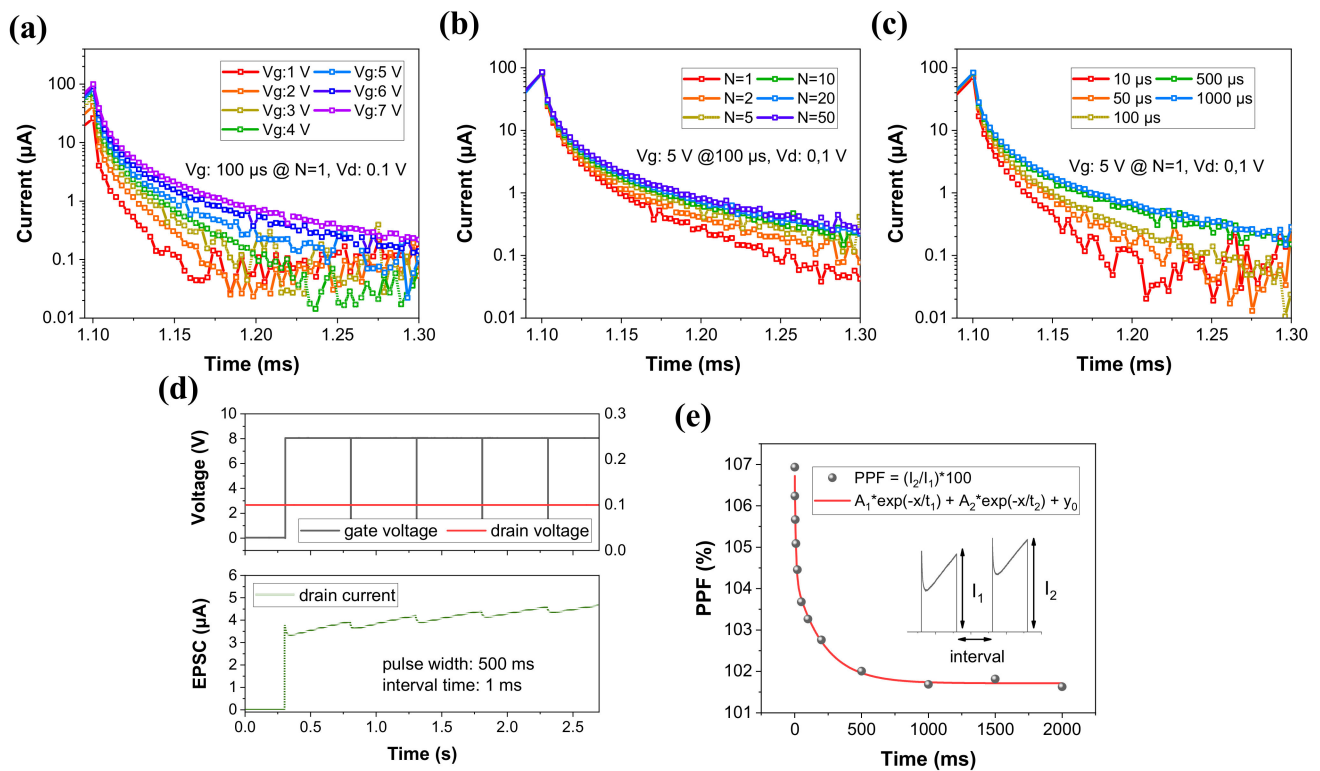 (a)
100
10
1
0.1
0.01
Current (µA)
Vg:1 V
Vg:2 V
Vg:3 V
Vg:4 V
Vg:5 V
Vg:6 V
Vg:7 V
Vg: 100 µs @ N=1, Vd: 0.1 V
1.10 1.15 1.20 1.25 1.30
Time (ms)
(b)
100
10
1
0.1
0.01
Current (µA)
N=1
N=2
N=5
N=10
N=20
N=50
Vg: 5 V @100 µs, Vd: 0,1 V
1.10 1.15 1.20 1.25 1.30
Time (ms)
(c)
100
10
1
0.1
0.01
Current (µA)
10 µs
50 µs
100 µs
500 µs
1000 µs
Vg: 5 V @ N=1, Vd: 0,1 V
1.10 1.15 1.20 1.25 1.30
Time (ms)
(d)
10
8
6
4
2
0
Voltage (V)
0.3
0.2
0.1
0.0
gate voltage
drain voltage
6
5
4
3
2
1
0
EPSC (µA)
drain current
pulse width: 500 ms
interval time: 1 ms
0.0 0.5 1.0 1.5 2.0 2.5
Time (s)
(e)
107
106
105
104
103
102
101
PPF (%)
PPF = (I₂/I₁)*100
A₁*exp(-x/t₁) + A₂*exp(-x/t₂) + y₀
I₁
I₂
interval
0 500 1000 1500 2000
Time (ms)